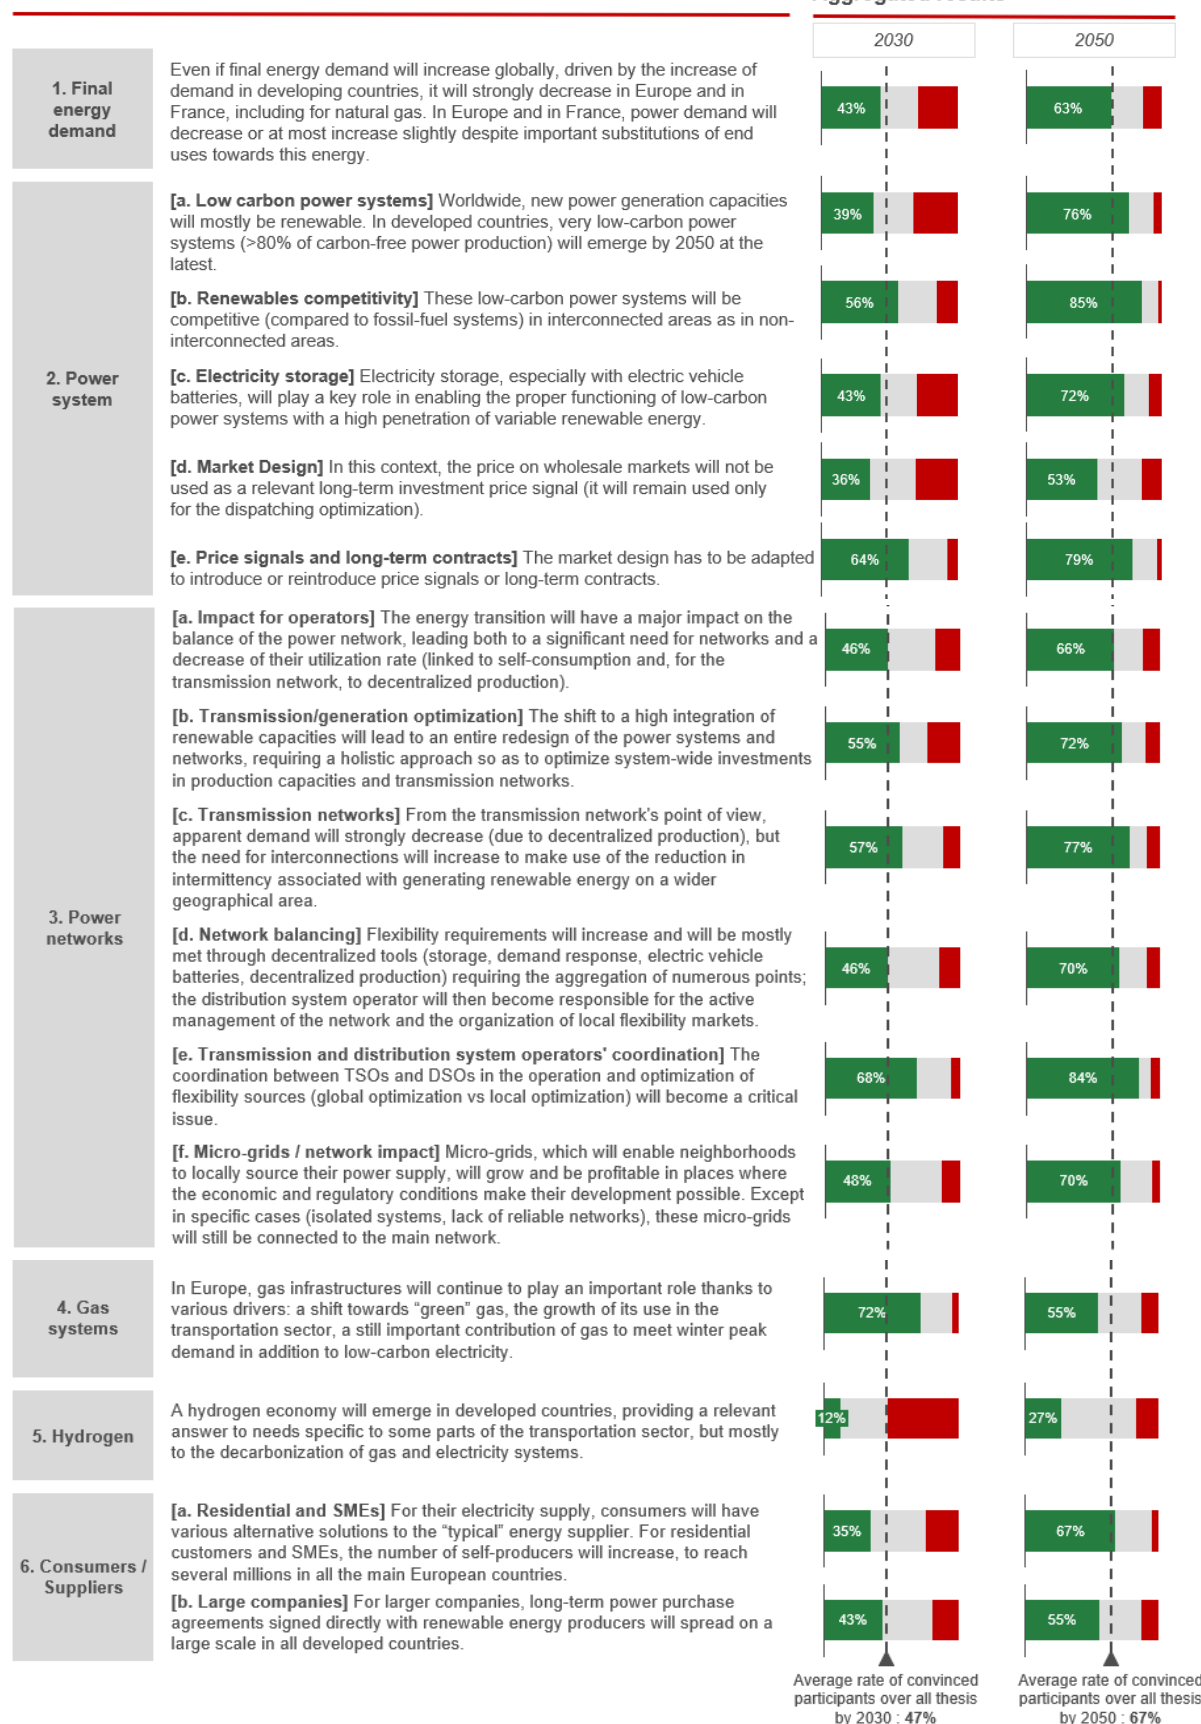 2030
2050
1. Final
energy
demand
Even if final energy demand will increase globally, driven by the increase of
demand in developing countries, it will strongly decrease in Europe and in
France, including for natural gas. In Europe and in France, power demand will
decrease or at most increase slightly despite important substitutions of end
uses towards this energy.
43%
63%
2. Power
system
[a. Low carbon power systems] Worldwide, new power generation capacities
will mostly be renewable. In developed countries, very low-carbon power
systems (>80% of carbon-free power production) will emerge by 2050 at the
latest.
39%
76%
[b. Renewables competitivity] These low-carbon power systems will be
competitive (compared to fossil-fuel systems) in interconnected areas as in non-
interconnected areas.
56%
85%
[c. Electricity storage] Electricity storage, especially with electric vehicle
batteries, will play a key role in enabling the proper functioning of low-carbon
power systems with a high penetration of variable renewable energy.
43%
72%
[d. Market Design] In this context, the price on wholesale markets will not be
used as a relevant long-term investment price signal (it will remain used only
for the dispatching optimization).
36%
53%
[e. Price signals and long-term contracts] The market design has to be adapted
to introduce or reintroduce price signals or long-term contracts.
64%
79%
3. Power
networks
[a. Impact for operators] The energy transition will have a major impact on the
balance of the power network, leading both to a significant need for networks and a
decrease of their utilization rate (linked to self-consumption and, for the
transmission network, to decentralized production).
46%
66%
[b. Transmission/generation optimization] The shift to a high integration of
renewable capacities will lead to an entire redesign of the power systems and
networks, requiring a holistic approach so as to optimize system-wide investments
in production capacities and transmission networks.
55%
72%
[c. Transmission networks] From the transmission network's point of view,
apparent demand will strongly decrease (due to decentralized production), but
the need for interconnections will increase to make use of the reduction in
intermittency associated with generating renewable energy on a wider
geographical area.
57%
77%
[d. Network balancing] Flexibility requirements will increase and will be mostly
met through decentralized tools (storage, demand response, electric vehicle
batteries, decentralized production) requiring the aggregation of numerous points;
the distribution system operator will then become responsible for the active
management of the network and the organization of local flexibility markets.
46%
70%
[e. Transmission and distribution system operators' coordination] The
coordination between TSOs and DSOs in the operation and optimization of
flexibility sources (global optimization vs local optimization) will become a critical
issue.
68%
84%
[f. Micro-grids / network impact] Micro-grids, which will enable neighborhoods
to locally source their power supply, will grow and be profitable in places where
the economic and regulatory conditions make their development possible. Except
in specific cases (isolated systems, lack of reliable networks), these micro-grids
will still be connected to the main network.
48%
70%
4. Gas
systems
In Europe, gas infrastructures will continue to play an important role thanks to
various drivers: a shift towards “green” gas, the growth of its use in the
transportation sector, a still important contribution of gas to meet winter peak
demand in addition to low-carbon electricity.
72%
55%
5. Hydrogen
A hydrogen economy will emerge in developed countries, providing a relevant
answer to needs specific to some parts of the transportation sector, but mostly
to the decarbonization of gas and electricity systems.
12%
27%
6. Consumers /
Suppliers
[a. Residential and SMEs] For their electricity supply, consumers will have
various alternative solutions to the “typical” energy supplier. For residential
customers and SMEs, the number of self-producers will increase, to reach
several millions in all the main European countries.
35%
67%
[b. Large companies] For larger companies, long-term power purchase
agreements signed directly with renewable energy producers will spread on a
large scale in all developed countries.
43%
55%
Average rate of convinced
participants over all thesis
by 2030 : 47%
Average rate of convinced
participants over all thesis
by 2050 : 67%